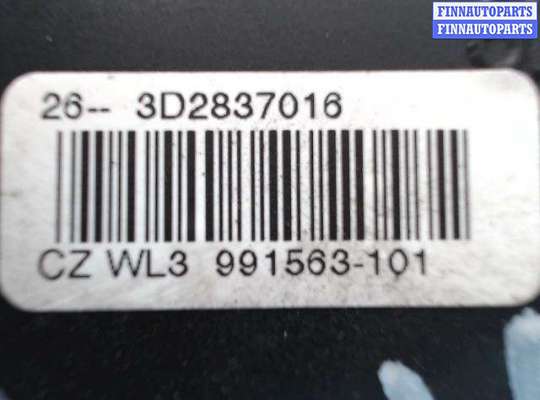 FINNAUTOPARTS
FINNAUTOPARTS
26-- 3D2837016
CZ WL3 991563-101